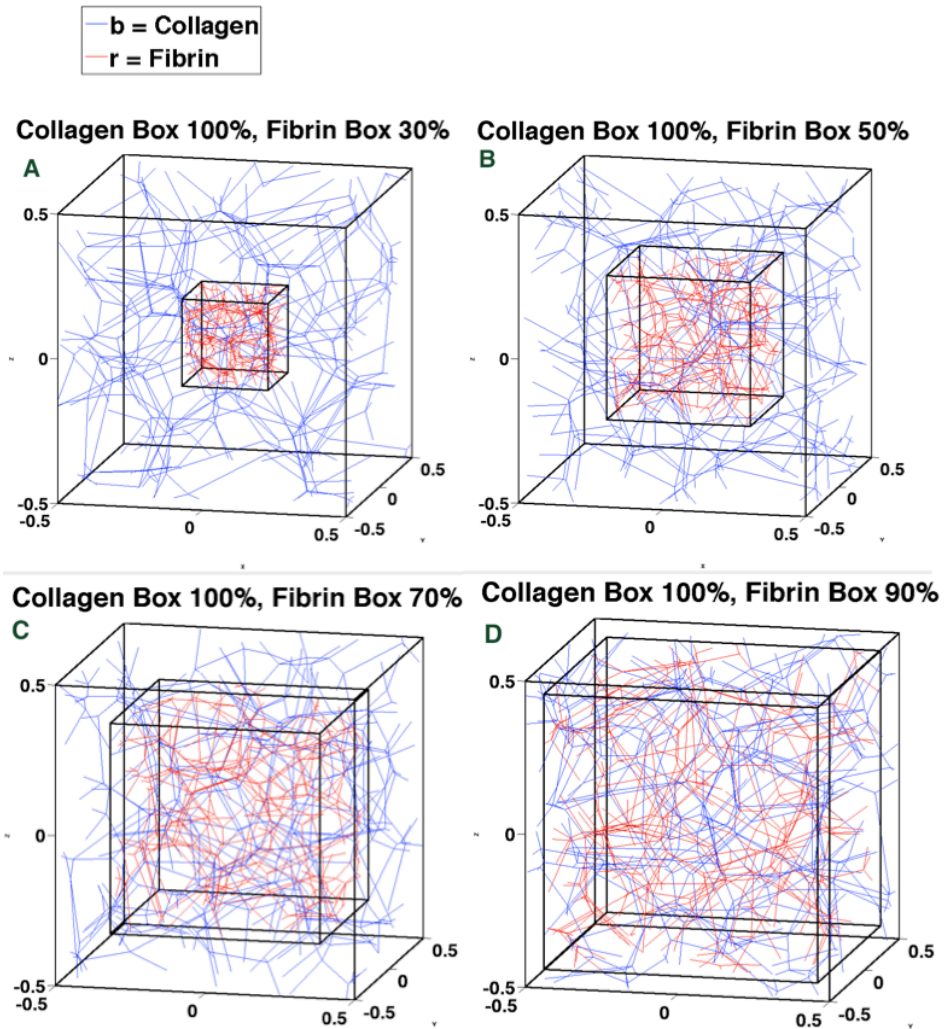 b = Collagen
r = Fibrin
Collagen Box 100%, Fibrin Box 30%
Collagen Box 100%, Fibrin Box 50%
A
B
0.5
0
-0.5
-0.5
0
0.5
-0.5
0
0.5
z
x
Y
0.5
0
-0.5
-0.5
0
0.5
-0.5
0
0.5
z
x
Y
Collagen Box 100%, Fibrin Box 70%
Collagen Box 100%, Fibrin Box 90%
C
D
0.5
0
-0.5
-0.5
0
0.5
-0.5
0
0.5
z
x
Y
0.5
0
-0.5
-0.5
0
0.5
-0.5
0
0.5
z
x
Y